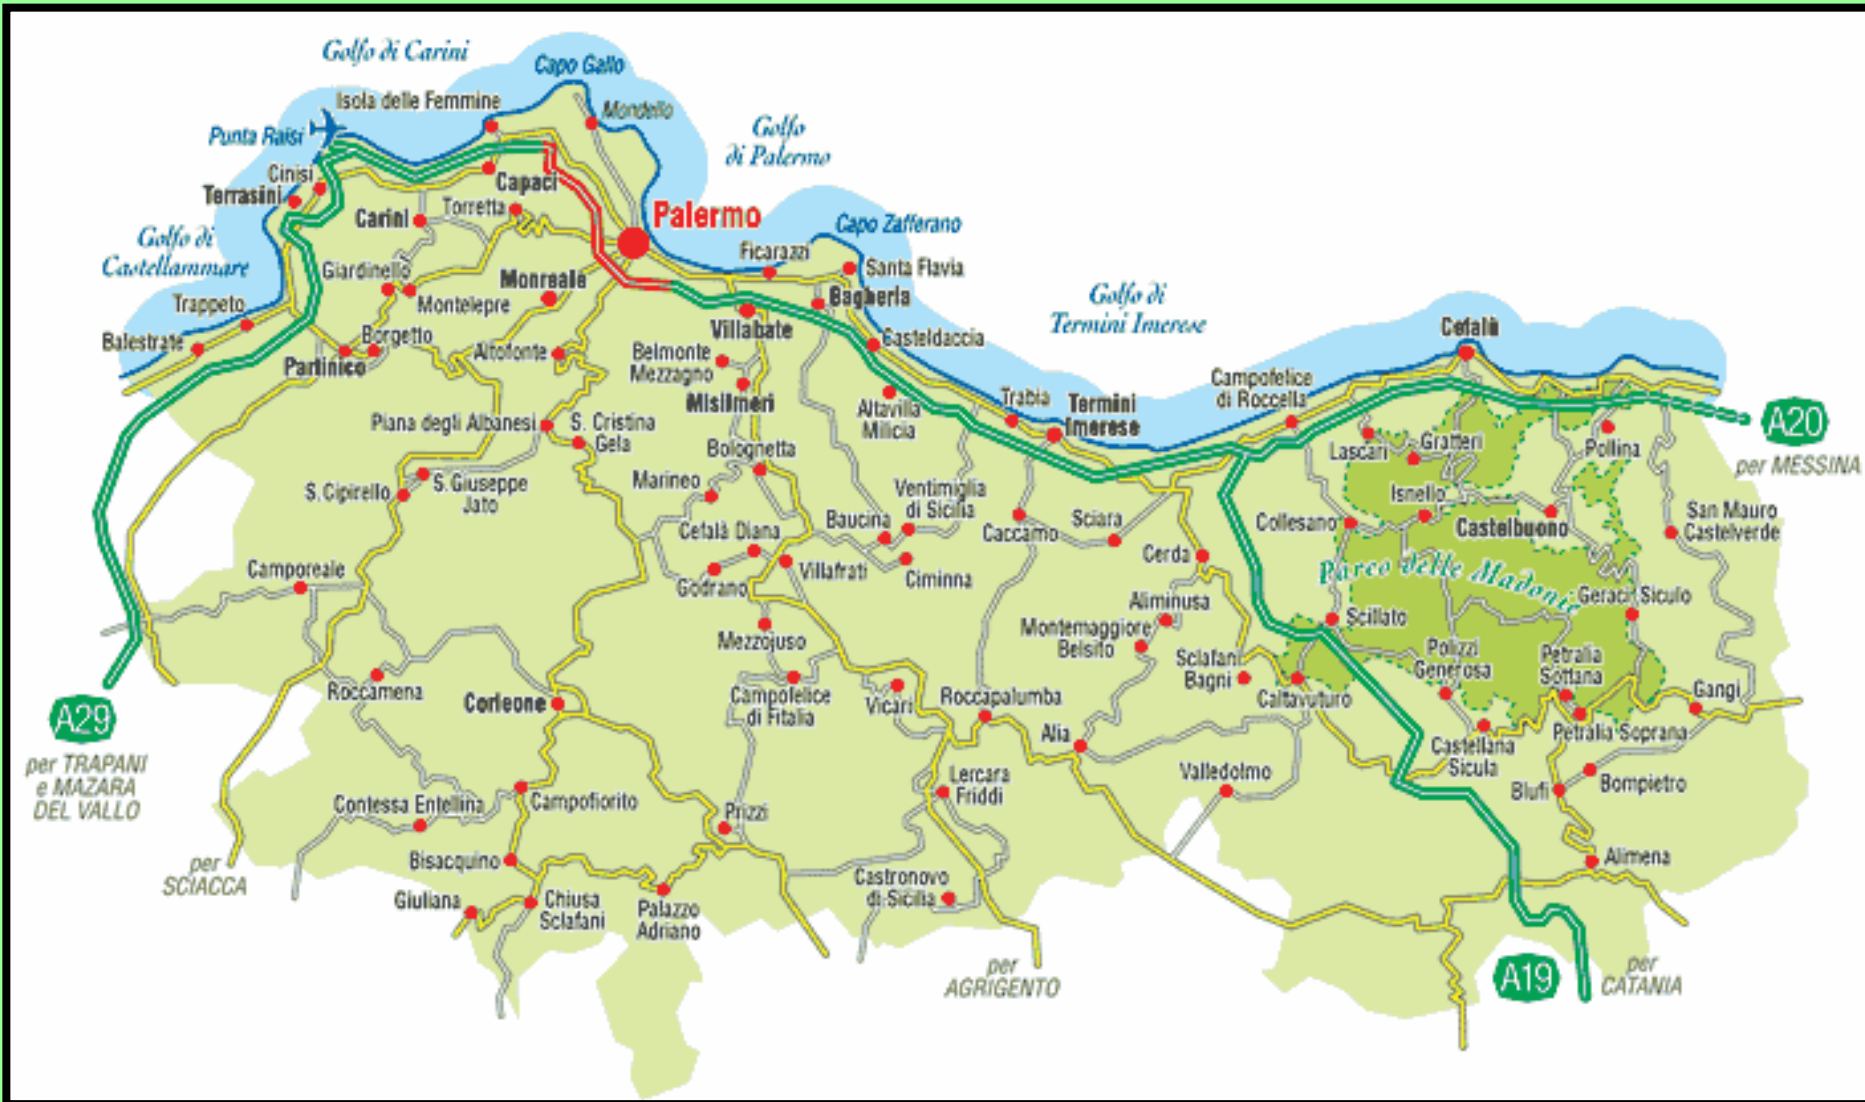 Golfo di Carini
Capo Gallo
Isola delle Femmine
Mondello
Punta Raisi
Golfo
di Palermo
Cinisi
Terrasini
Capaci
Torretta
Carini
Palermo
Capo Zafferano
Golfo di
Castellammare
Ficarazzi
Santa Flavia
Giardinello
Monreale
Montelepre
Bagheria
Golfo di
Termini Imerese
Trappeto
Villabate
Cefalù
Balestrate
Borgetto
Casteldaccia
Partinico
Altofonte
Belmonte
Mezzagno
Misilmeri
Altavilla
Milicia
Trabia
Termini
Imerese
Campofelice
di Roccella
A20
per MESSINA
Piana degli Albanesi
S. Cristina
Gela
Bolognetta
Lascari
Gratteri
Pollina
S. Cipirello
S. Giuseppe
Jato
Marineo
Ventimiglia
di Sicilia
Isnello
Baucina
Caccamo
Sciara
Collesano
Castelbuono
San Mauro
Castelverde
Cefalà Diana
Cerda
Camporeale
Godrano
Villafrati
Ciminna
Parco delle Madonie
Geraci Siculo
Aliminusa
Scillato
Mezzojuso
Montemaggiore
Belsito
Sclafani
Bagni
Polizzi
Generosa
Petralia
Sottana
Roccamena
Corleone
Campofelice
di Fitalia
Vicari
Roccapalumba
Caltavuturo
Gangi
A29
per TRAPANI
e MAZARA
DEL VALLO
Alia
Castellana
Sicula
Petralia Soprana
Lercara
Friddi
Valledolmo
Blufi
Bompietro
Contessa Entellina
Campofiorito
Prizzi
per
SCIACCA
Bisacquino
Alimena
Giuliana
Chiusa
Sclafani
Palazzo
Adriano
Castronovo
di Sicilia
per
AGRIGENTO
A19
per
CATANIA